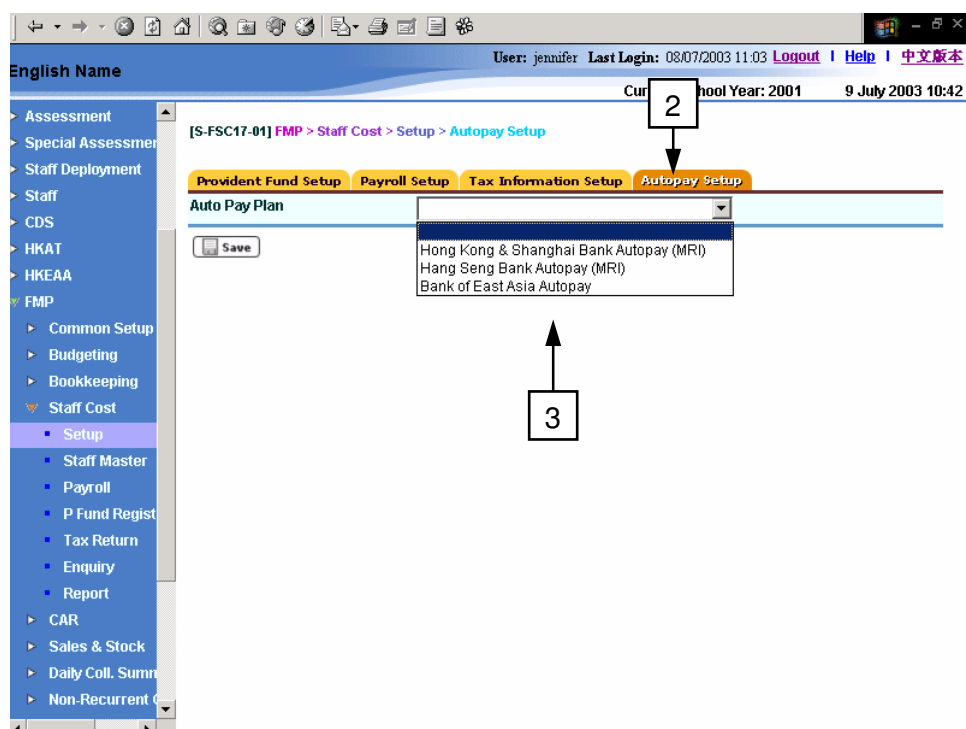 User: jennifer Last Login: 08/07/2003 11:03 Logout | Help | 中文版本
English Name
Cur hool Year: 2001 9 July 2003 10:42
2
Assessment
Special Assessmen
Staff Deployment
Staff
CDS
HKAT
HKEAA
FMP
Common Setup
Budgeting
Bookkeeping
Staff Cost
Setup
Staff Master
Payroll
P Fund Regist
Tax Return
Enquiry
Report
CAR
Sales & Stock
Daily Coll. Summ
Non-Recurrent
[S-FSC17-01] FMP > Staff Cost > Setup > Autopay Setup
Provident Fund Setup Payroll Setup Tax Information Setup Autopay Setup
Auto Pay Plan
Save
Hong Kong & Shanghai Bank Autopay (MRI)
Hang Seng Bank Autopay (MRI)
Bank of East Asia Autopay
3